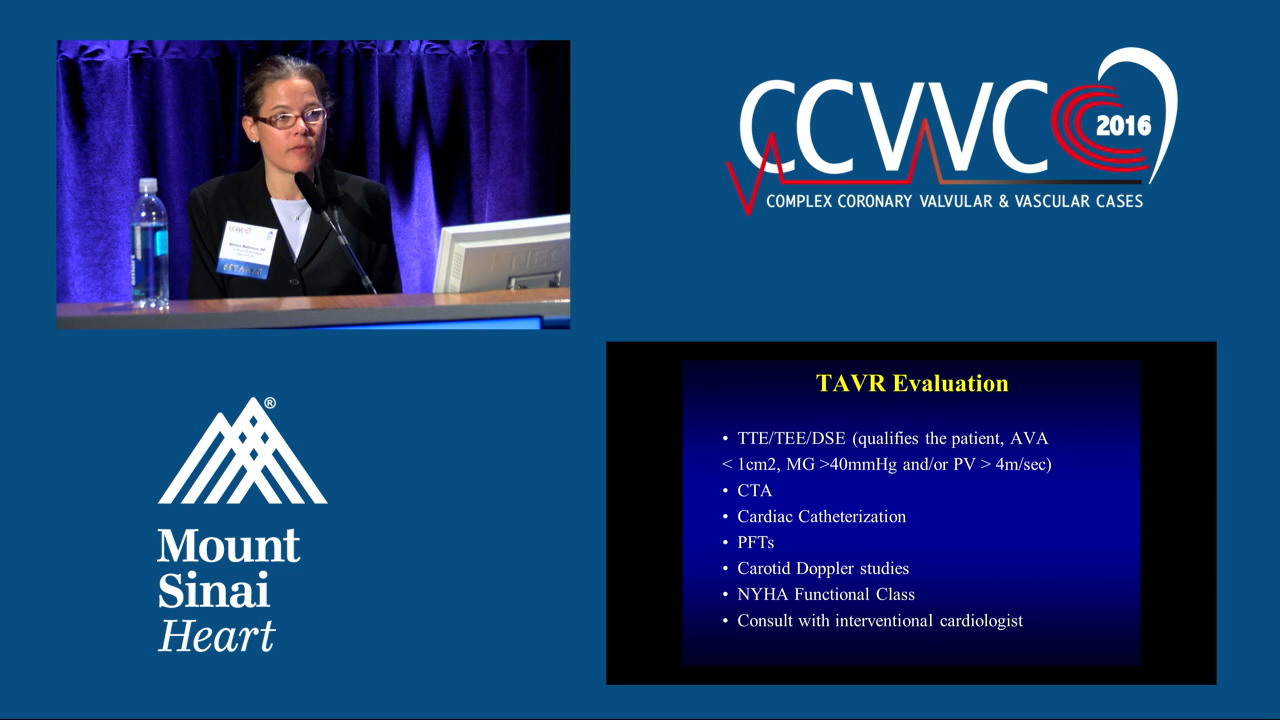 CCVVC
2016
COMPLEX CORONARY VALVULAR & VASCULAR CASES
Mount
Sinai
Heart
®
TAVR Evaluation
• TTE/TEE/DSE (qualifies the patient, AVA
< 1cm2, MG >40mmHg and/or PV > 4m/sec)
• CTA
• Cardiac Catheterization
• PFTs
• Carotid Doppler studies
• NYHA Functional Class
• Consult with interventional cardiologist